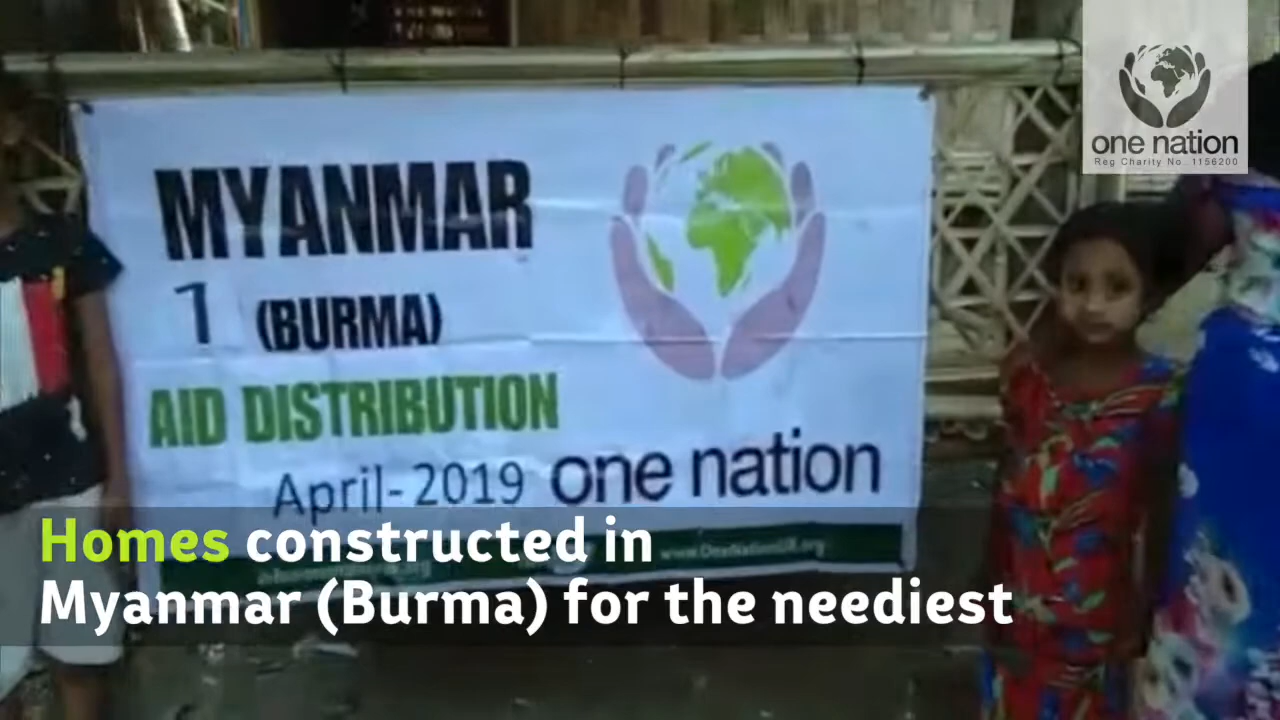 one nation
Reg Charity No. 1156200
MYANMAR
1 (BURMA)
AID DISTRIBUTION
April-2019 one nation
www.OneNationUK.org
Homes constructed in
Myanmar (Burma) for the neediest